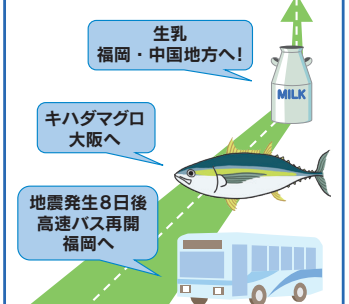 生乳
福岡・中国地方へ!
MILK
キハダマグロ
大阪へ
地震発生8日後
高速バス再開
福岡へ